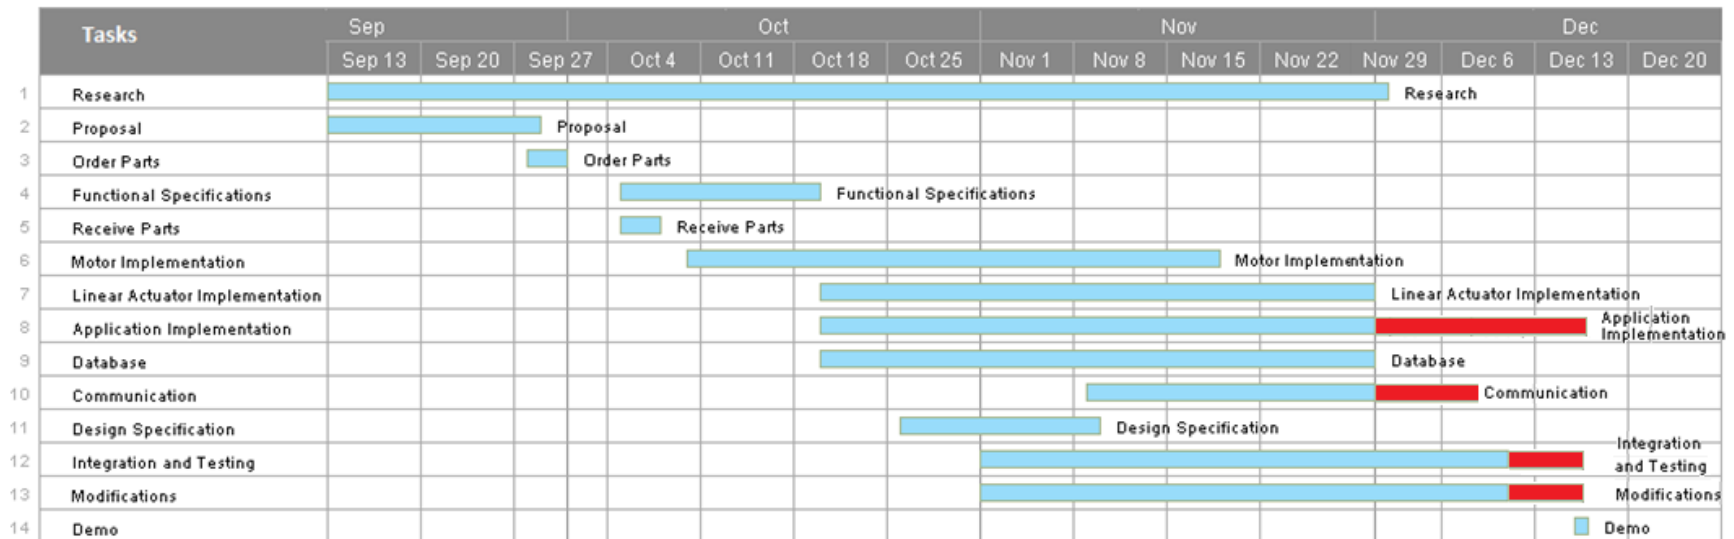 Tasks Sep Oct Nov Dec
Sep 13 Sep 20 Sep 27 Oct 4 Oct 11 Oct 18 Oct 25 Nov 1 Nov 8 Nov 15 Nov 22 Nov 29 Dec 6 Dec 13 Dec 20
1 Research Research
2 Proposal Proposal
3 Order Parts Order Parts
4 Functional Specifications Functional Specifications
5 Receive Parts Receive Parts
6 Motor Implementation Motor Implementation
7 Linear Actuator Implementation Linear Actuator Implementation
8 Application Implementation Application
Implementation
9 Database Database
10 Communication Communication
11 Design Specification Design Specification
12 Integration and Testing Integration
and Testing
13 Modifications Modifications
14 Demo Demo